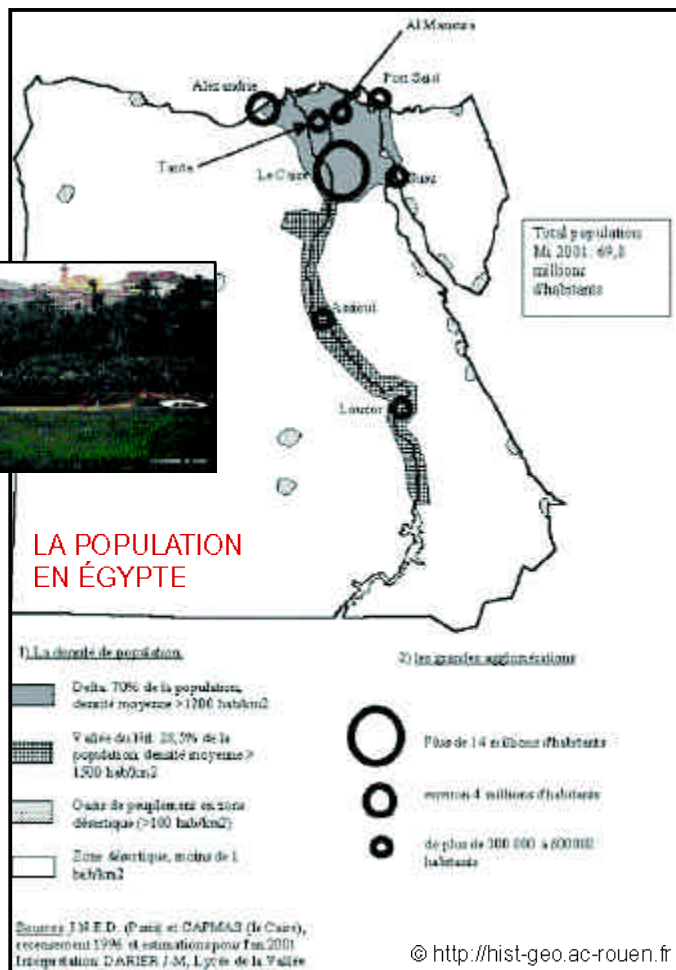 Al Mansura
Port Saïd
Alexandrie
Tanta
Le Caire
Suez
Total population
Mi 2001: 69,8
millions
d'habitants
Assiout
Louxor
LA POPULATION
EN ÉGYPTE
1) La densité de population.
2) les grandes agglomérations
Delta. 70% de la population,
densité moyenne >1200 hab/km2
Vallée du Nil. 28,5% de la
population. densité moyenne >
1500 hab/km2
Oasis de peuplement en zone
désertique (>100 hab/km2)
Zone désertique, moins de 1
hab/km2
Plus de 14 millions d'habitants
environ 4 millions d'habitants
de plus de 300 000 à 600000
habitants
Sources I.N.E.D. (Paris) et CAPMAS (le Caire),
recensement 1996 et estimations pour l'an 2001
Interprétation DARIER J-M, Lycée de la Vallée
© http://hist-geo.ac-rouen.fr